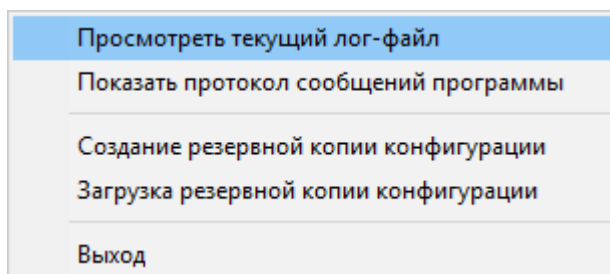 Просмотреть текущий лог-файл
Показать протокол сообщений программы
Создание резервной копии конфигурации
Загрузка резервной копии конфигурации
Выход